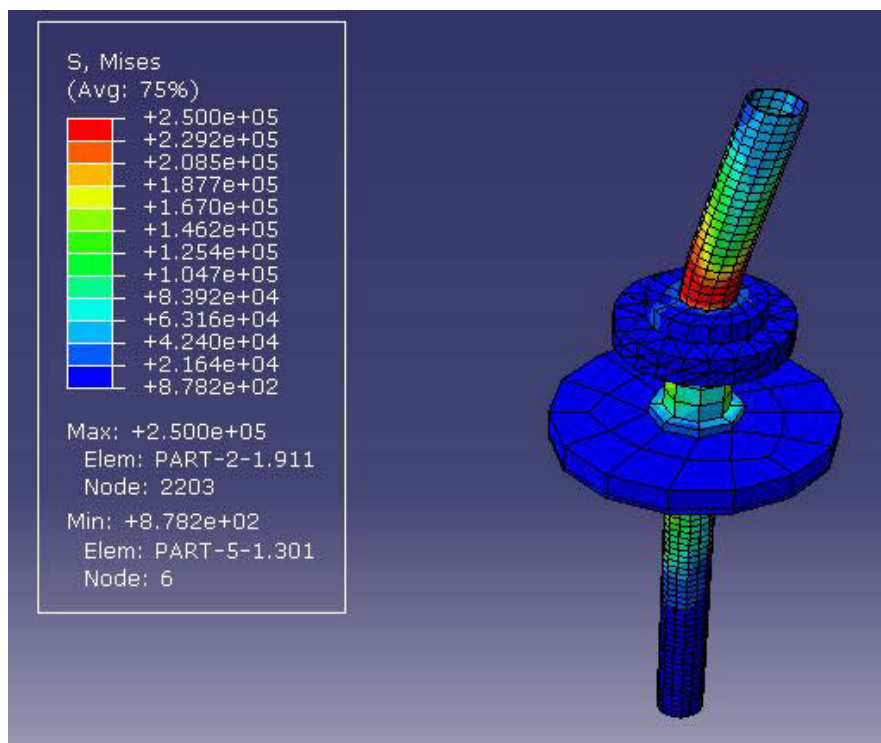 S, Mises
(Avg: 75%)
+2.500e+05
+2.292e+05
+2.085e+05
+1.877e+05
+1.670e+05
+1.462e+05
+1.254e+05
+1.047e+05
+8.392e+04
+6.316e+04
+4.240e+04
+2.164e+04
+8.782e+02
Max: +2.500e+05
Elem: PART-2-1.911
Node: 2203
Min: +8.782e+02
Elem: PART-5-1.301
Node: 6